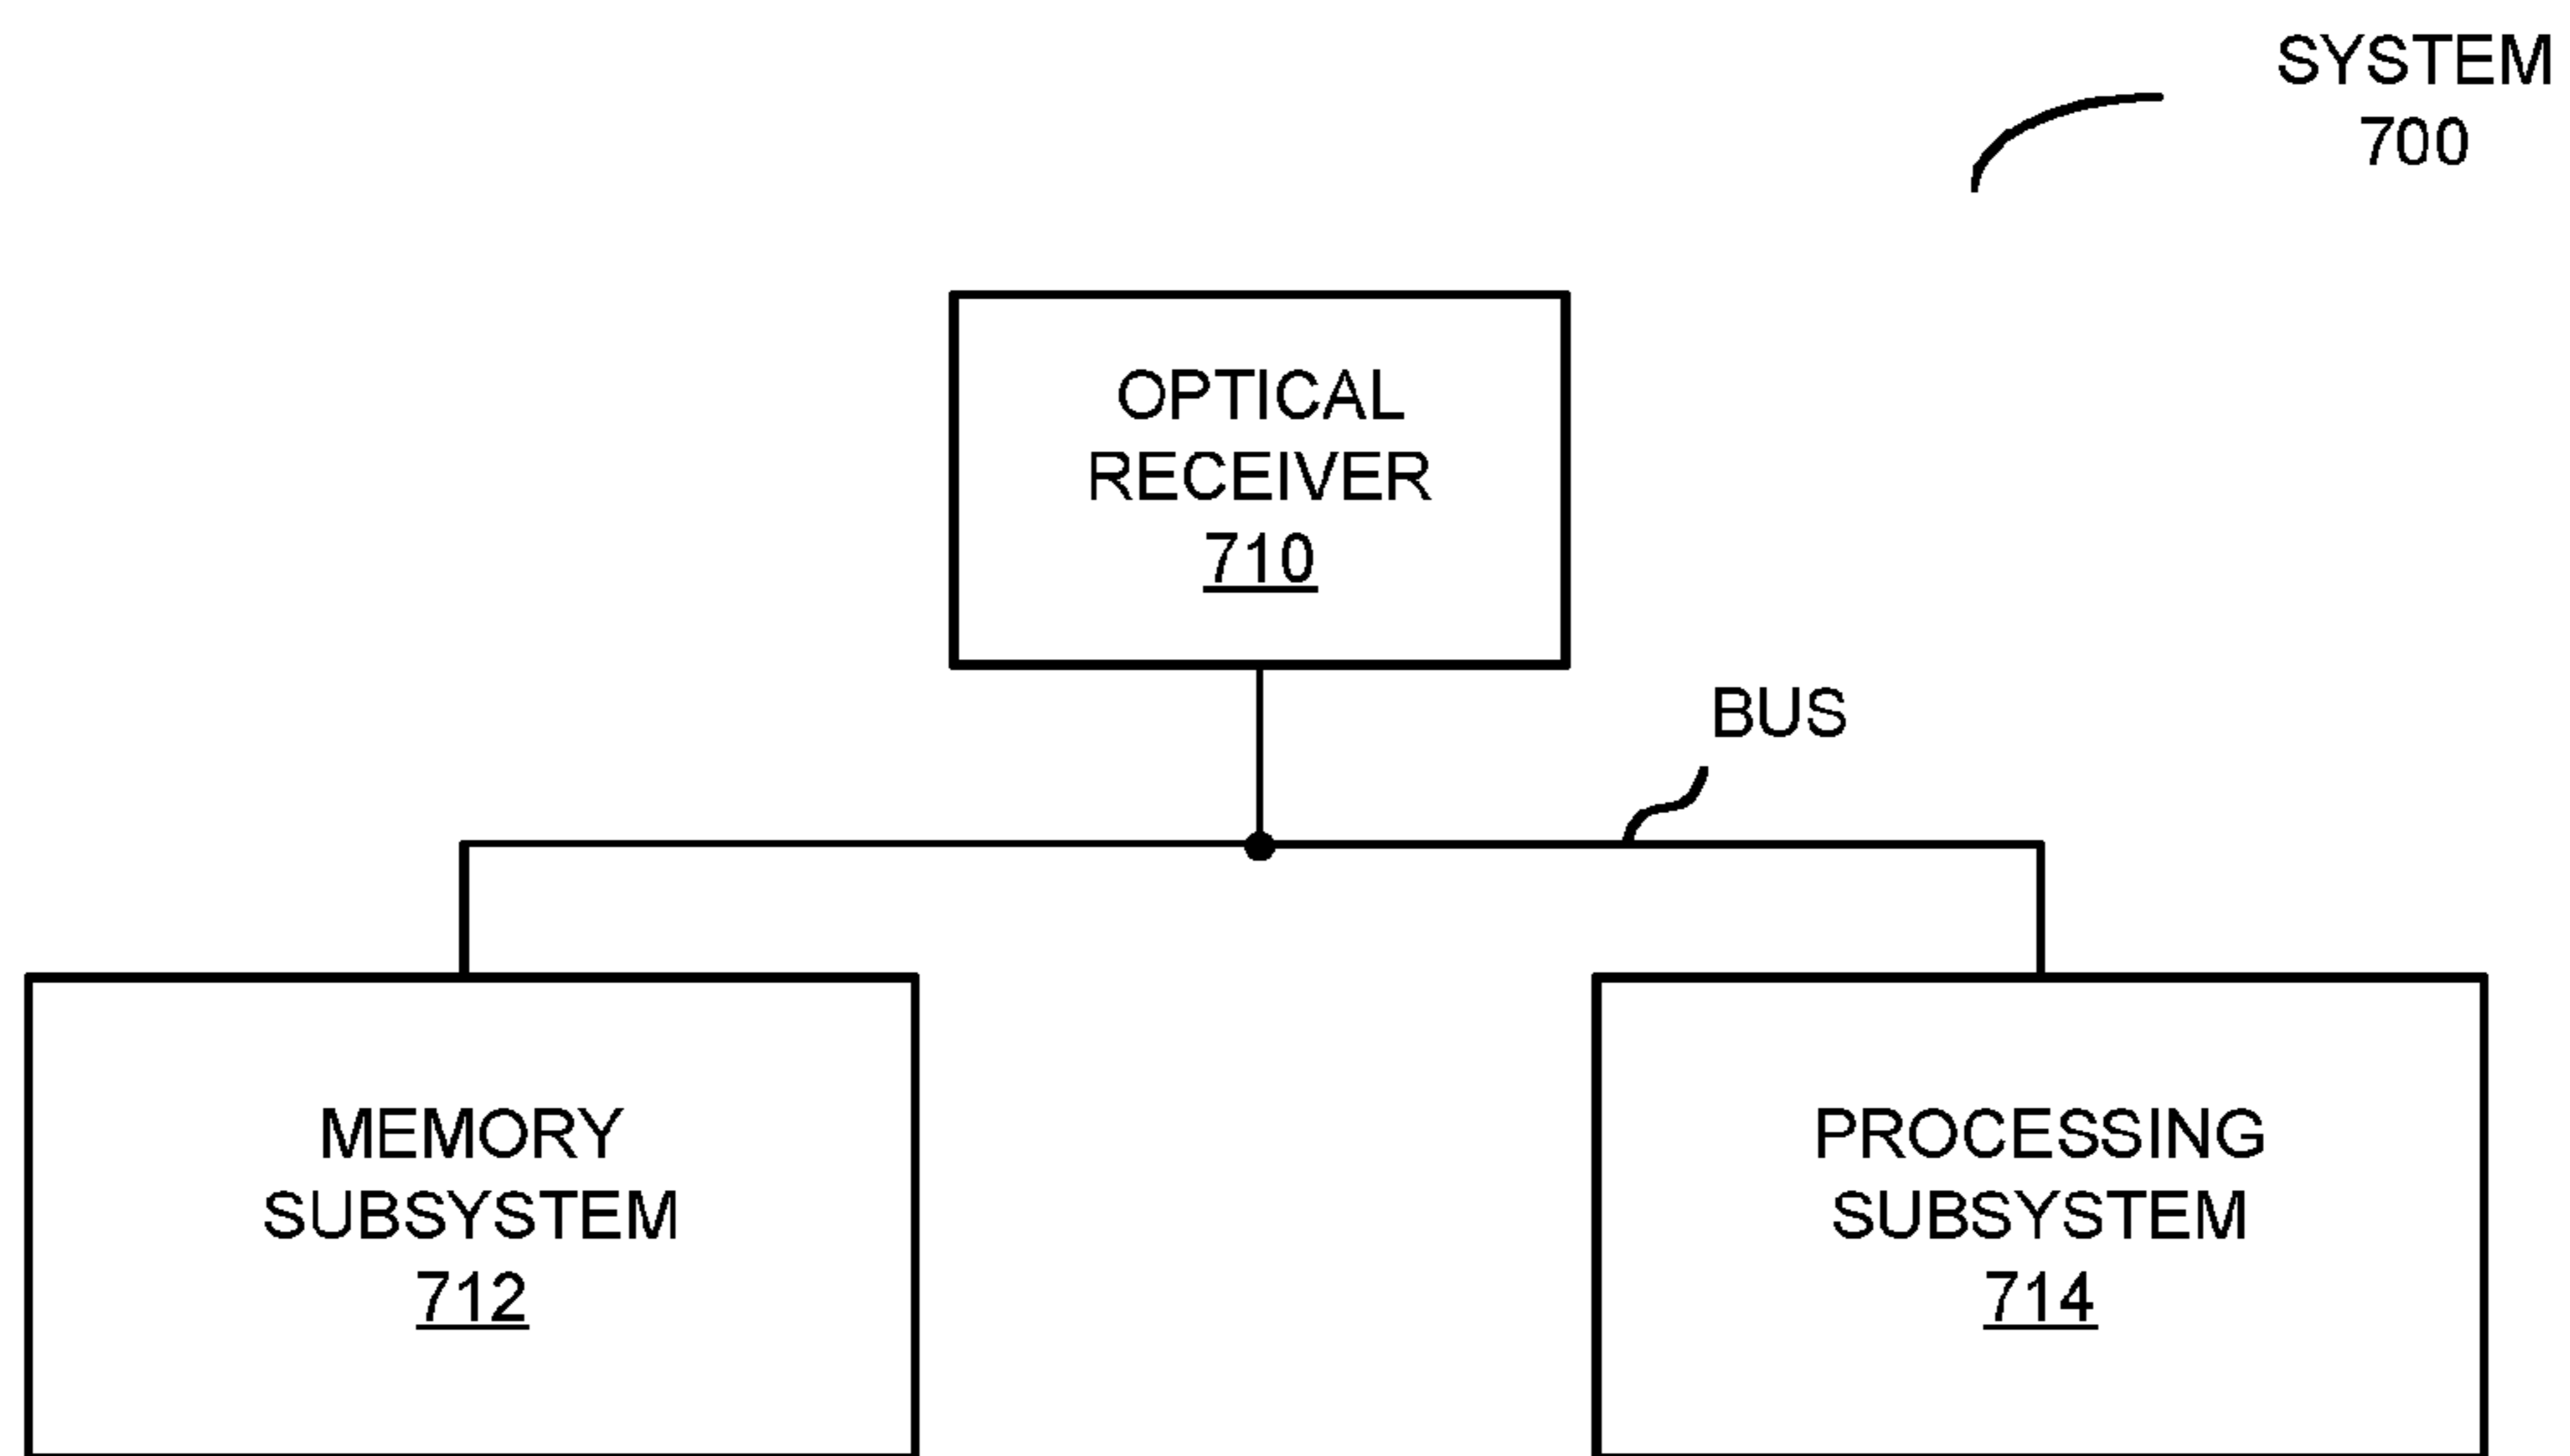 SYSTEM
700
OPTICAL
RECEIVER
710
BUS
MEMORY
SUBSYSTEM
712
PROCESSING
SUBSYSTEM
714